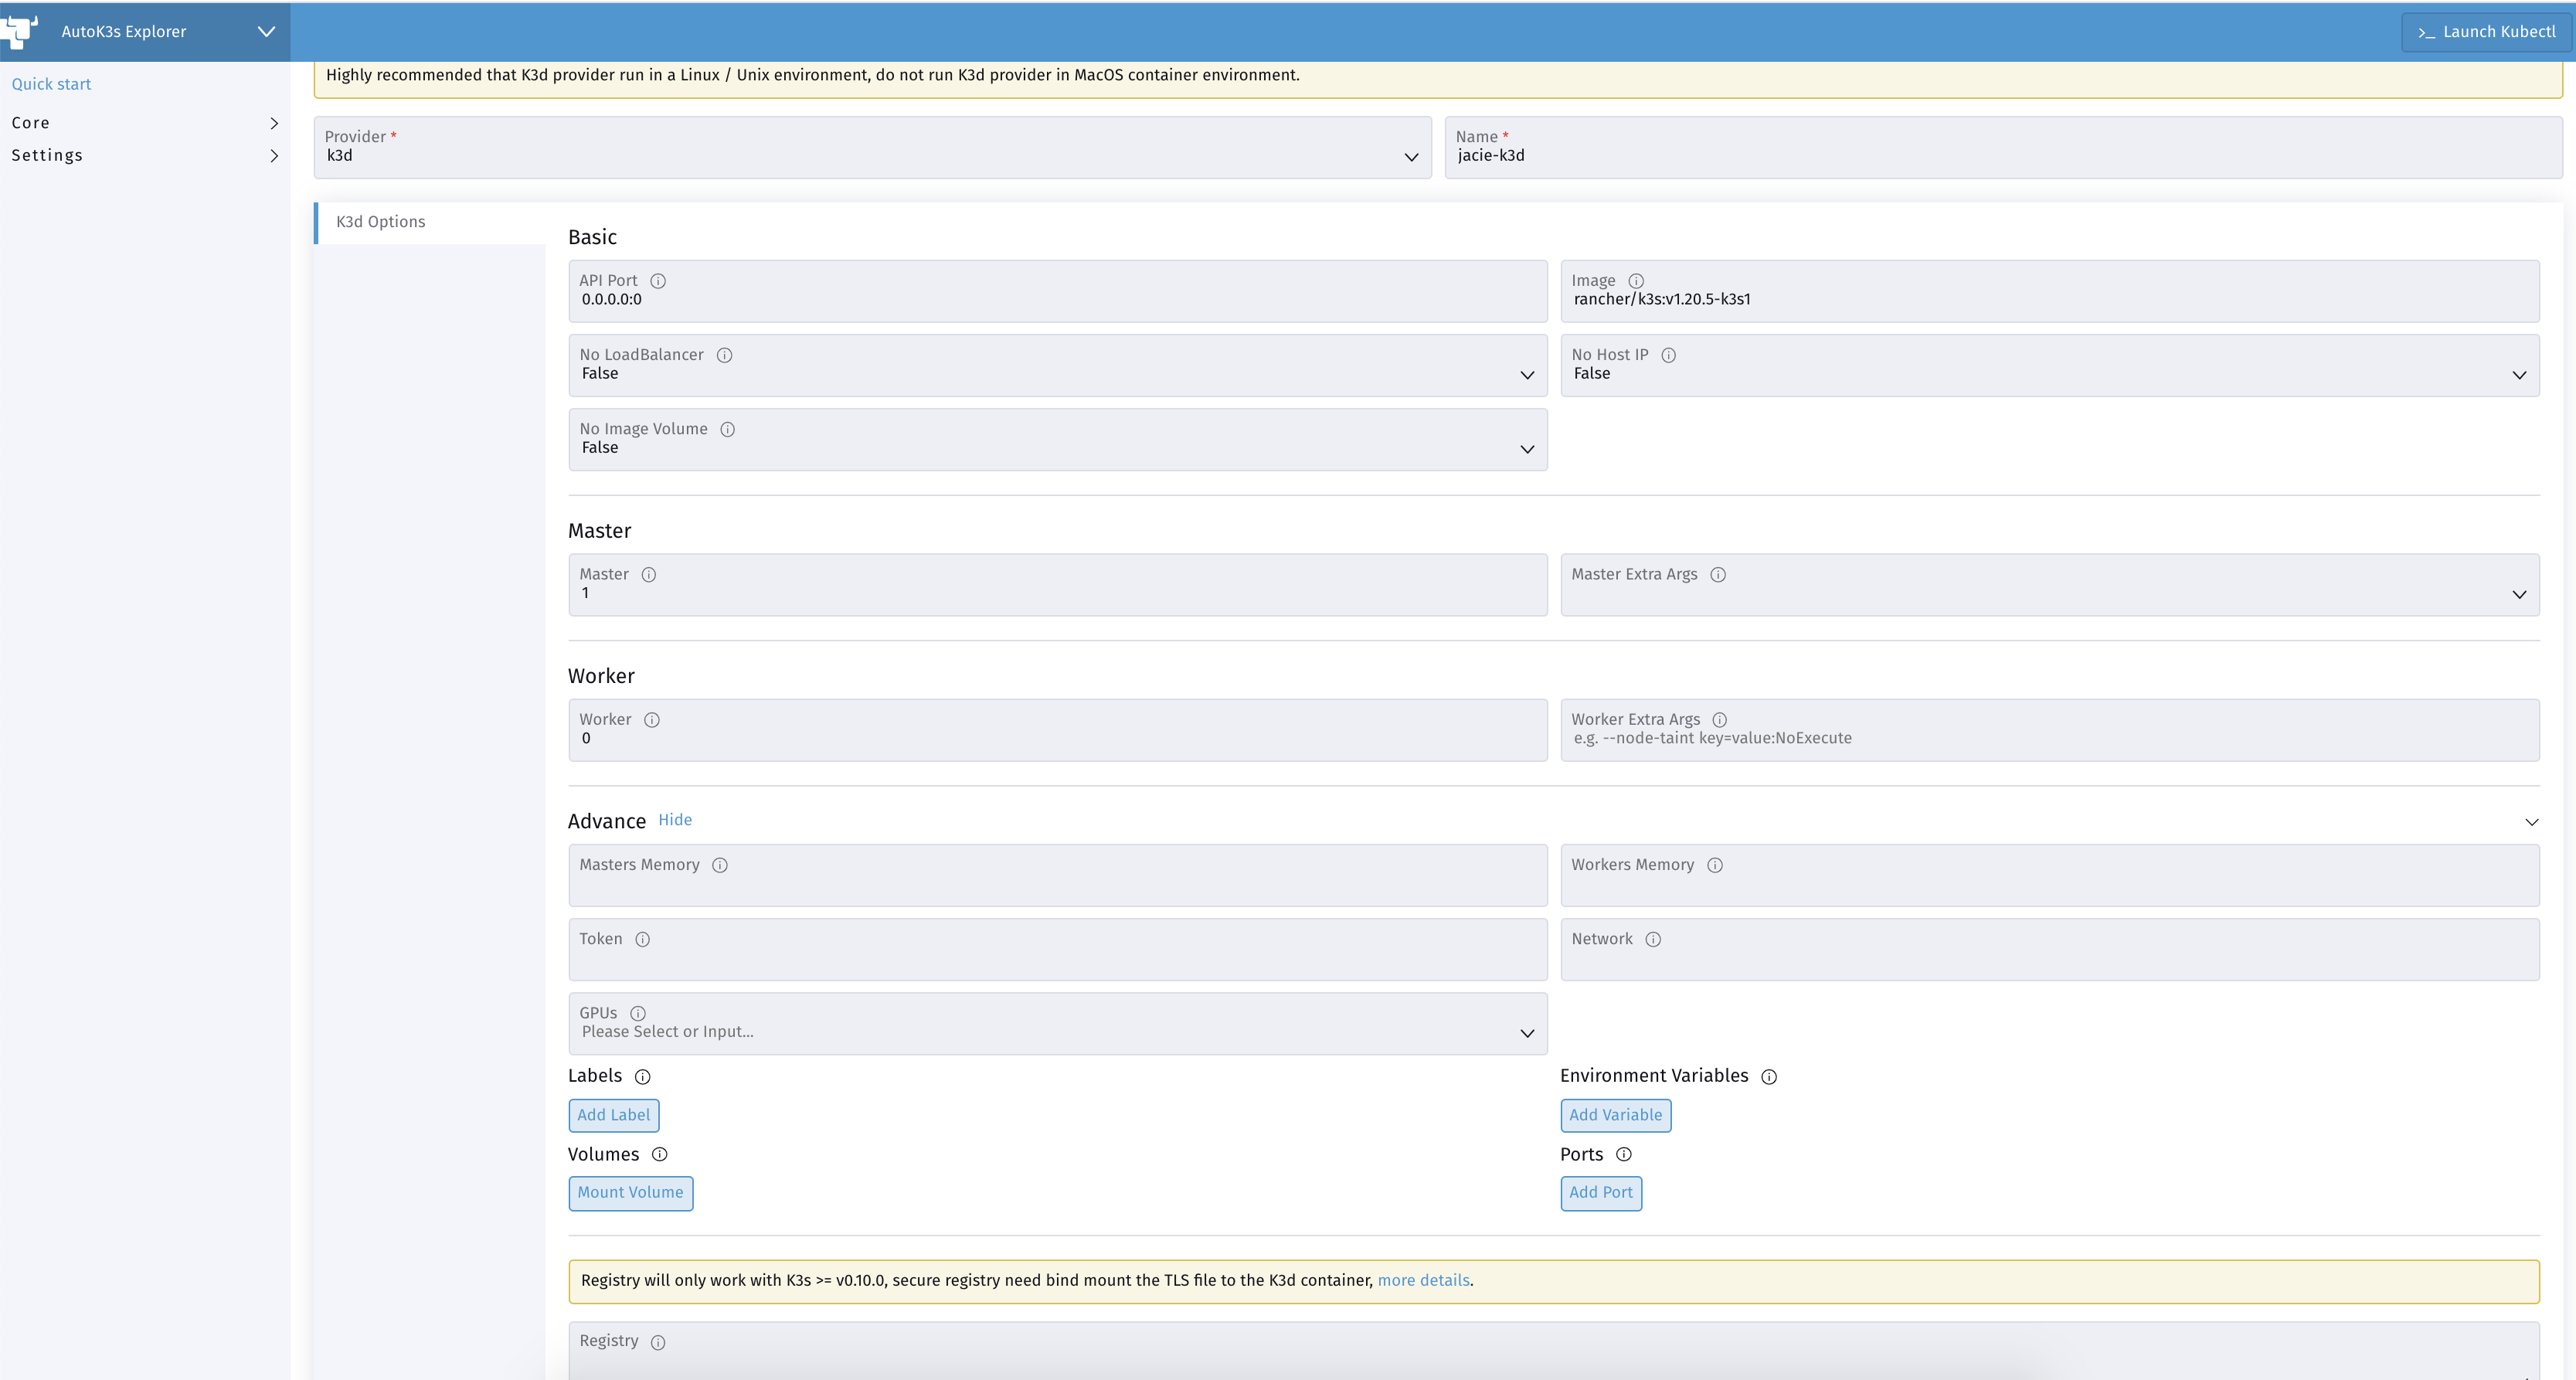 AutoK3s Explorer
>_ Launch Kubectl
Quick start
Core
Settings
Highly recommended that K3d provider run in a Linux / Unix environment, do not run K3d provider in MacOS container environment.
Provider *
k3d
Name *
jacie-k3d
K3d Options
Basic
API Port
0.0.0.0:0
Image
rancher/k3s:v1.20.5-k3s1
No LoadBalancer
False
No Host IP
False
No Image Volume
False
Master
Master
1
Master Extra Args
Worker
Worker
0
Worker Extra Args
e.g. --node-taint key=value:NoExecute
Advance Hide
Masters Memory
Workers Memory
Token
Network
GPUs
Please Select or Input...
Labels
Add Label
Environment Variables
Add Variable
Volumes
Mount Volume
Ports
Add Port
Registry will only work with K3s >= v0.10.0, secure registry need bind mount the TLS file to the K3d container, more details.
Registry